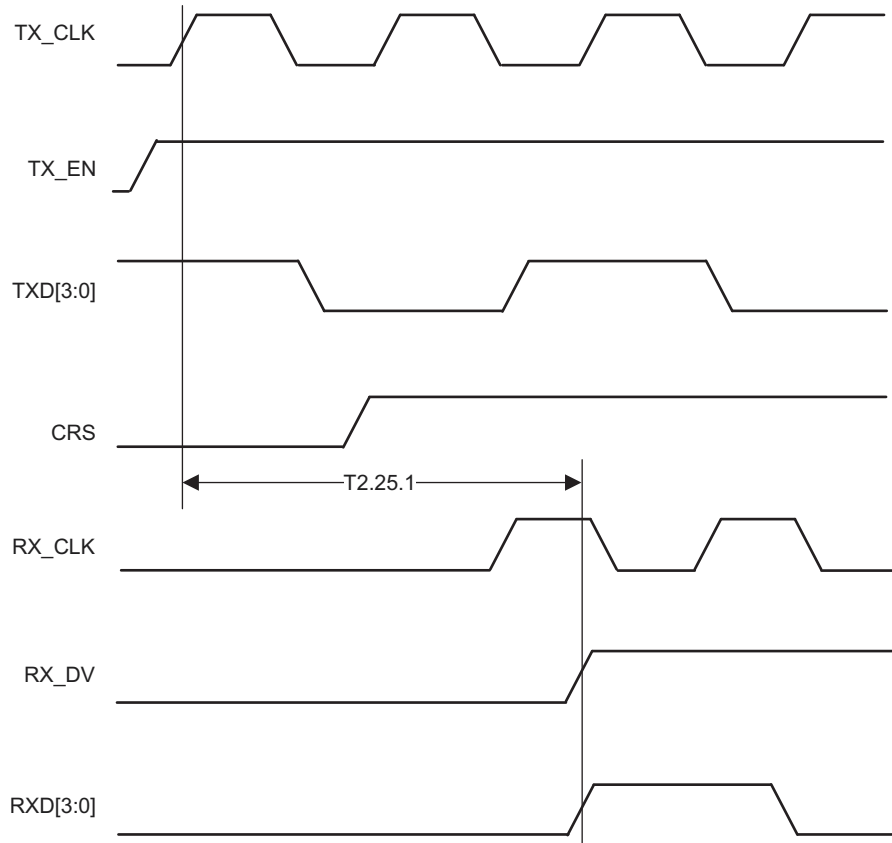 TX_CLK
TX_EN
TXD[3:0]
CRS
T2.25.1
RX_CLK
RX_DV
RXD[3:0]